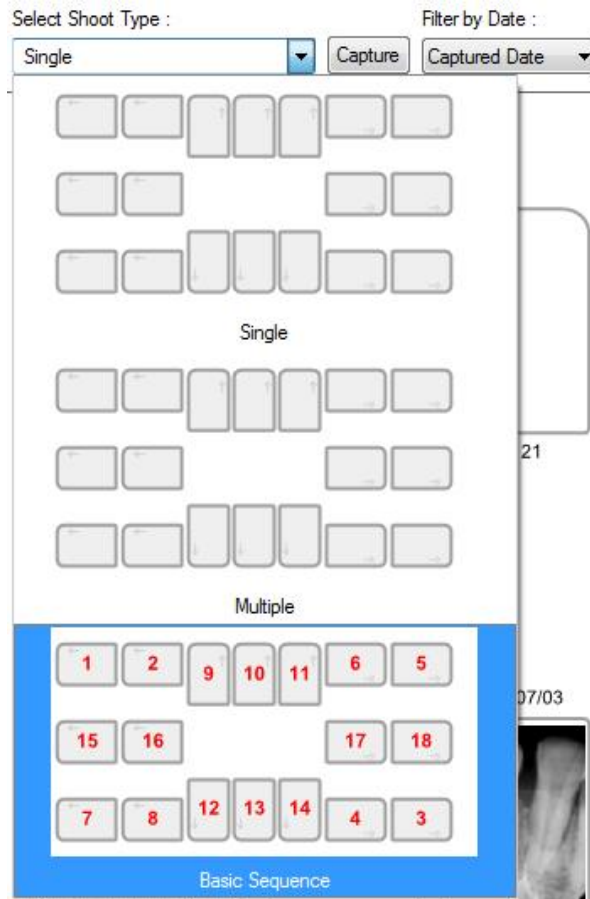 Select Shoot Type : Filter by Date :
Single Capture Captured Date
Single
21
Multiple
1 2 9 10 11 6 5
07/03
15 16 17 18
7 8 12 13 14 4 3
Basic Sequence